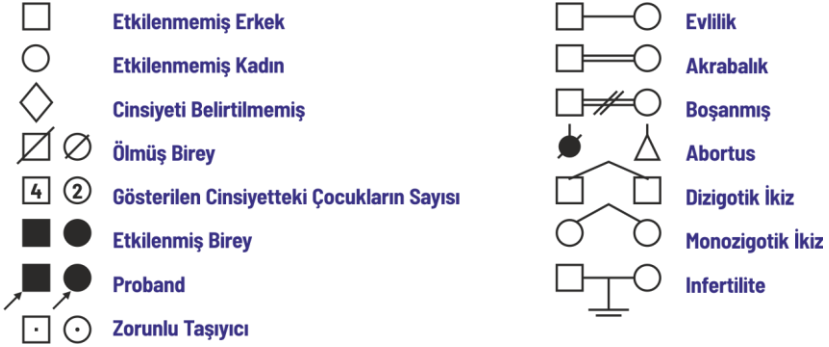 Etkilenmemiş Erkek
Etkilenmemiş Kadın
Cinsiyeti Belirtilmemiş
Ölmüş Birey
4 2 Gösterilen Cinsiyetteki Çocukların Sayısı
Etkilenmiş Birey
Proband
Zorunlu Taşıyıcı
Evlilik
Akrabalık
Boşanmış
Abortus
Dizigotik İkiz
Monozigotik İkiz
Infertilite